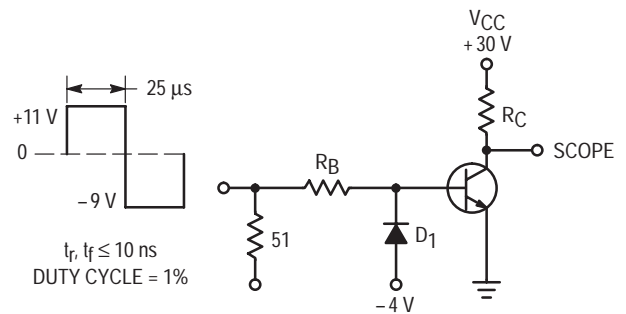 V_CC
+30 V
25 μs
+11 V
R_C
0
SCOPE
R_B
–9 V
51
D_1
t_r, t_f ≤ 10 ns
DUTY CYCLE = 1%
–4 V